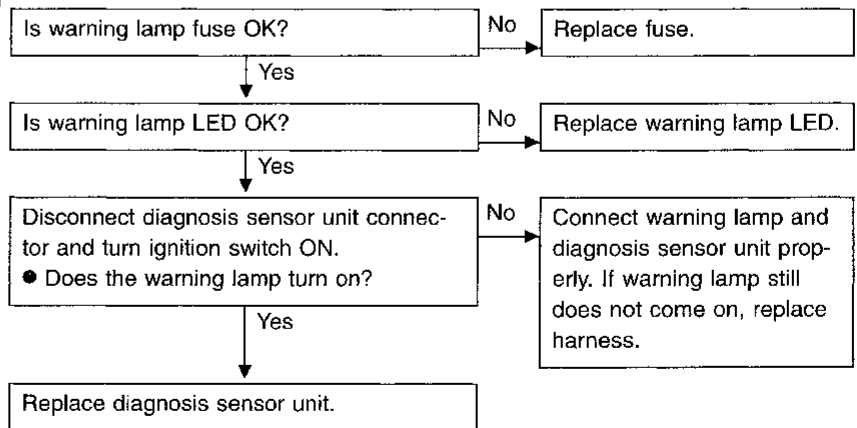 Is warning lamp fuse OK?
No
Replace fuse.
Yes
Is warning lamp LED OK?
No
Replace warning lamp LED.
Yes
Disconnect diagnosis sensor unit connec-
tor and turn ignition switch ON.
● Does the warning lamp turn on?
No
Connect warning lamp and
diagnosis sensor unit prop-
erly. If warning lamp still
does not come on, replace
harness.
Yes
Replace diagnosis sensor unit.